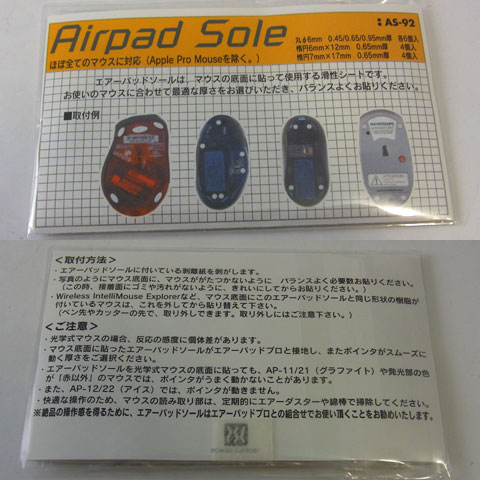 Airpad Sole
：AS-92
ほぼ全てのマウスに対応（Apple Pro Mouseを除く。）
丸φ6mm 0.45/0.65/0.95mm厚 各6個入
楕円6mm×12mm 0.65mm厚 4個入
楕円7mm×17mm 0.65mm厚 4個入
エアーパッドソールは、マウスの底面に貼って使用する滑性シートです。
お使いのマウスに合わせて最適な厚さをお選びいただき、バランスよくお貼りください。
■取付例
＜取付方法＞
・エアーパッドソールに付いている剥離紙を剥がします。
・写真のようにマウス底面に、マウスががたつかないように バランスよく必要数お貼りください。
（この時、接着面にゴミや汚れがないように、きれいにしてからお貼りください。）
・Wireless IntelliMouse Explorerなど、マウス底面にこのエアーパッドソールと同じ形状の樹脂が
付いているマウスは、これを外してから貼り替えて下さい。
（ペン先やカッターの先で、取り外しできます。取り外しにはご注意下さい。）
＜ご注意＞
・光学式マウスの場合、反応の感度に個体差があります。
・マウス底面に貼ったエアーパッドソールがエアーパッドプロと接地し、またポインタがスムーズに
動く厚さをご選択ください。
・エアーパッドソールを光学式マウスの底面に貼っても、AP-11/21（グラファイト）や発光部の色
が「赤以外」のマウスでは、ポインタがうまく動かないことがあります。
・また、AP-12/22（アイス）では、ポインタが動きません。
・快適な操作のため、マウスの読み取り部は、定期的にエアーダスターや綿棒で掃除してください。
※絶品の操作感を得るために、エアーパッドソールはエアーパッドプロとの組合せでお使い頂くことをお勧めいたします。
POWER SUPPORT